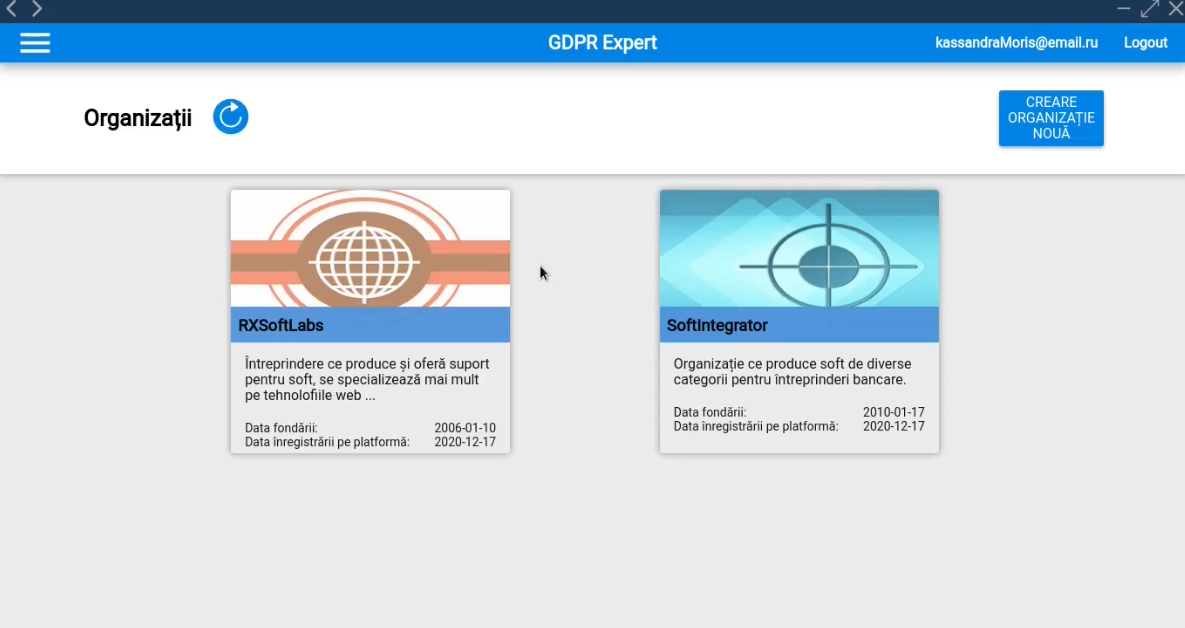 GDPR Expert
kassandraMoris@email.ru
Logout
Organizații
CREARE
ORGANIZAȚIE
NOUĂ
RXSoftLabs
Întreprindere ce produce și oferă suport
pentru soft, se specializează mai mult
pe tehnolofiile web ...
Data fondării: 2006-01-10
Data înregistrării pe platformă: 2020-12-17
SoftIntegrator
Organizație ce produce soft de diverse
categorii pentru întreprinderi bancare.
Data fondării: 2010-01-17
Data înregistrării pe platformă: 2020-12-17